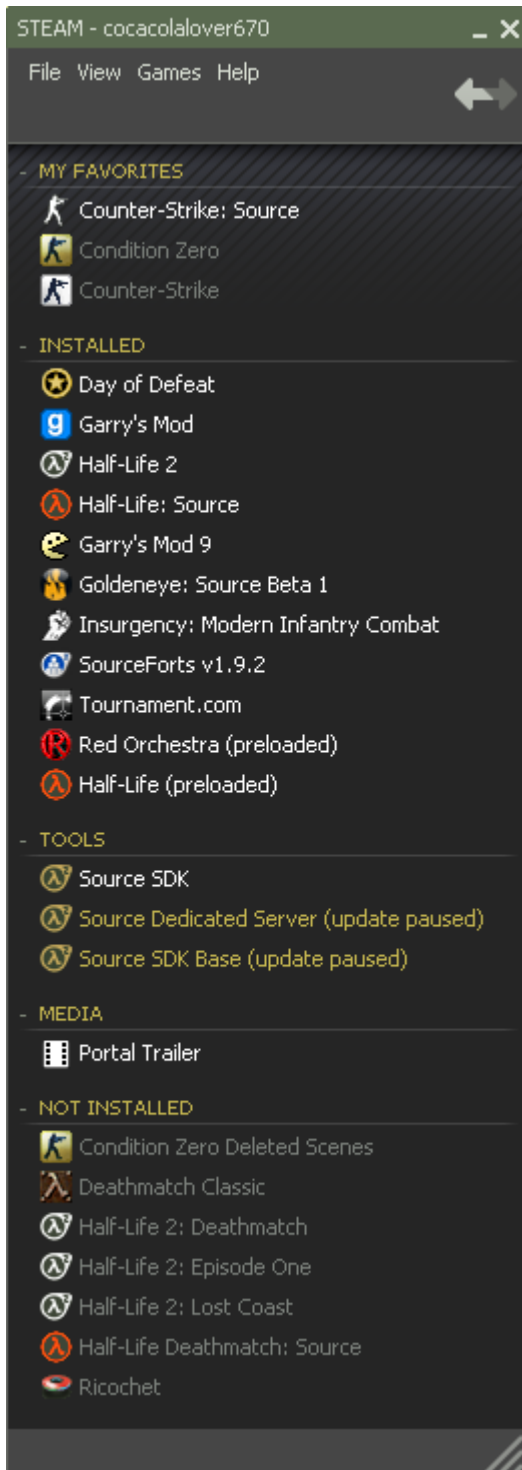 STEAM - cocacolalover670
File View Games Help
- MY FAVORITES
Counter-Strike: Source
Condition Zero
Counter-Strike
- INSTALLED
Day of Defeat
Garry's Mod
Half-Life 2
Half-Life: Source
Garry's Mod 9
Goldeneye: Source Beta 1
Insurgency: Modern Infantry Combat
SourceForts v1.9.2
Tournament.com
Red Orchestra (preloaded)
Half-Life (preloaded)
- TOOLS
Source SDK
Source Dedicated Server (update paused)
Source SDK Base (update paused)
- MEDIA
Portal Trailer
- NOT INSTALLED
Condition Zero Deleted Scenes
Deathmatch Classic
Half-Life 2: Deathmatch
Half-Life 2: Episode One
Half-Life 2: Lost Coast
Half-Life Deathmatch: Source
Ricochet